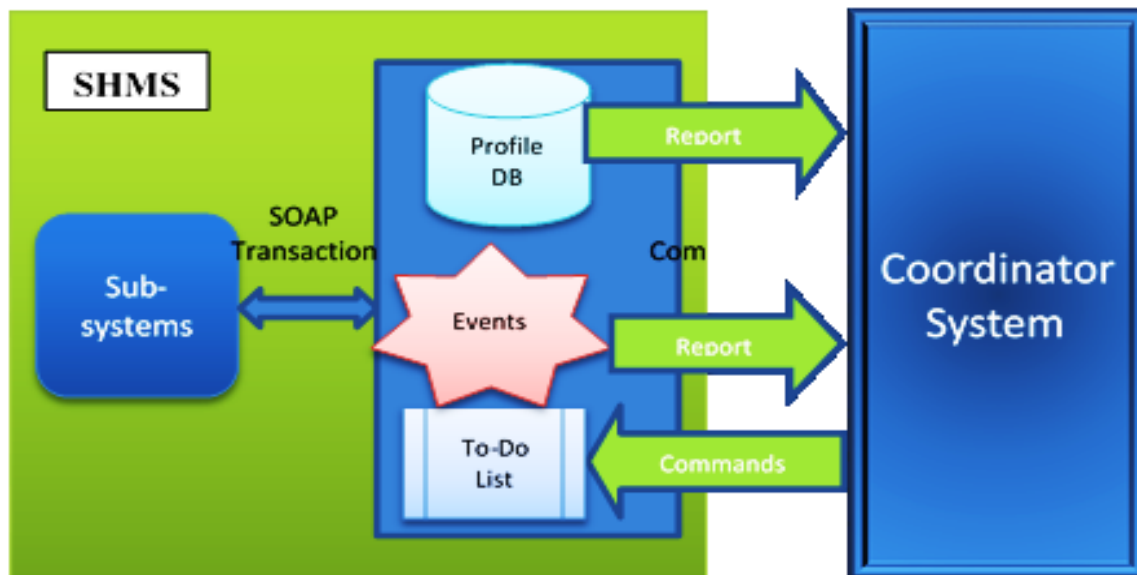 SHMS
Profile
DB
Report
SOAP
Transaction
Com
Sub-
systems
Events
Report
Coordinator
System
To-Do
List
Commands